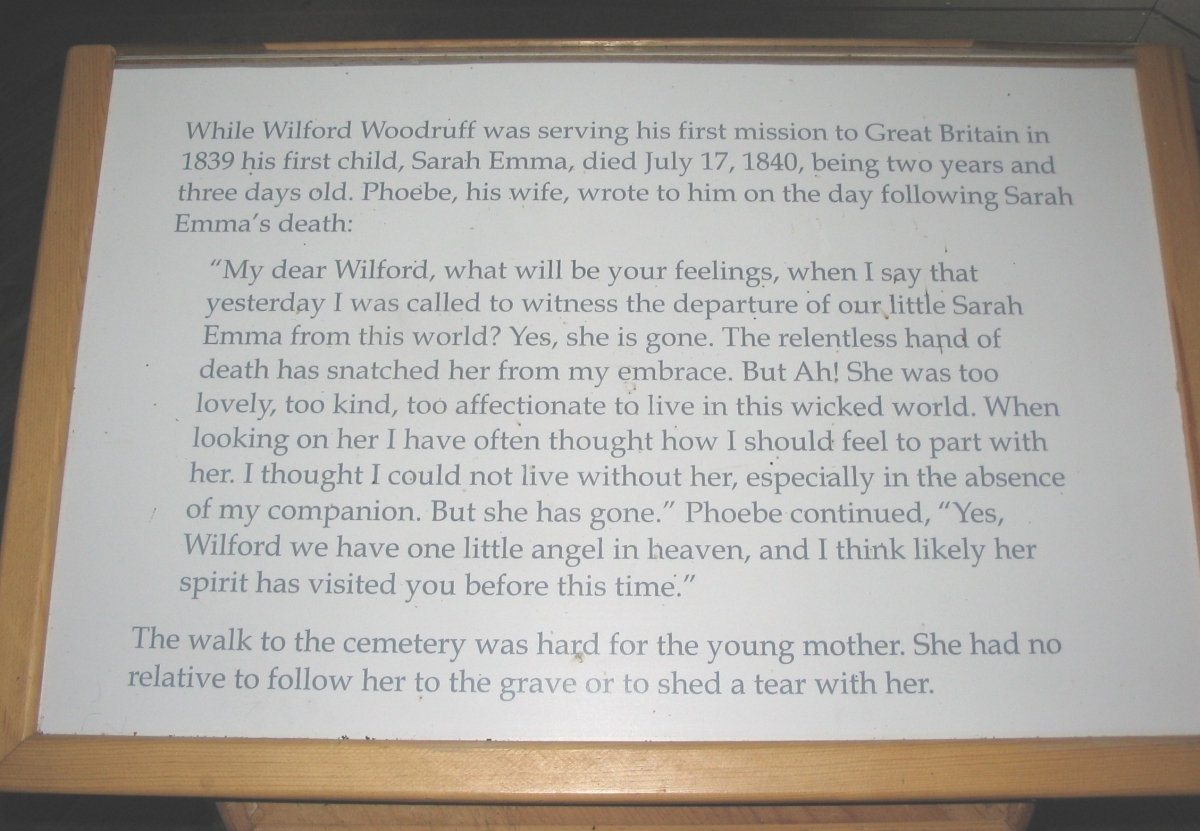 While Wilford Woodruff was serving his first mission to Great Britain in
1839 his first child, Sarah Emma, died July 17, 1840, being two years and
three days old. Phoebe, his wife, wrote to him on the day following Sarah
Emma's death:
“My dear Wilford, what will be your feelings, when I say that
yesterday I was called to witness the departure of our little Sarah
Emma from this world? Yes, she is gone. The relentless hand of
death has snatched her from my embrace. But Ah! She was too
lovely, too kind, too affectionate to live in this wicked world. When
looking on her I have often thought how I should feel to part with
her. I thought I could not live without her, especially in the absence
of my companion. But she has gone.” Phoebe continued, “Yes,
Wilford we have one little angel in heaven, and I think likely her
spirit has visited you before this time.”
The walk to the cemetery was hard for the young mother. She had no
relative to follow her to the grave or to shed a tear with her.